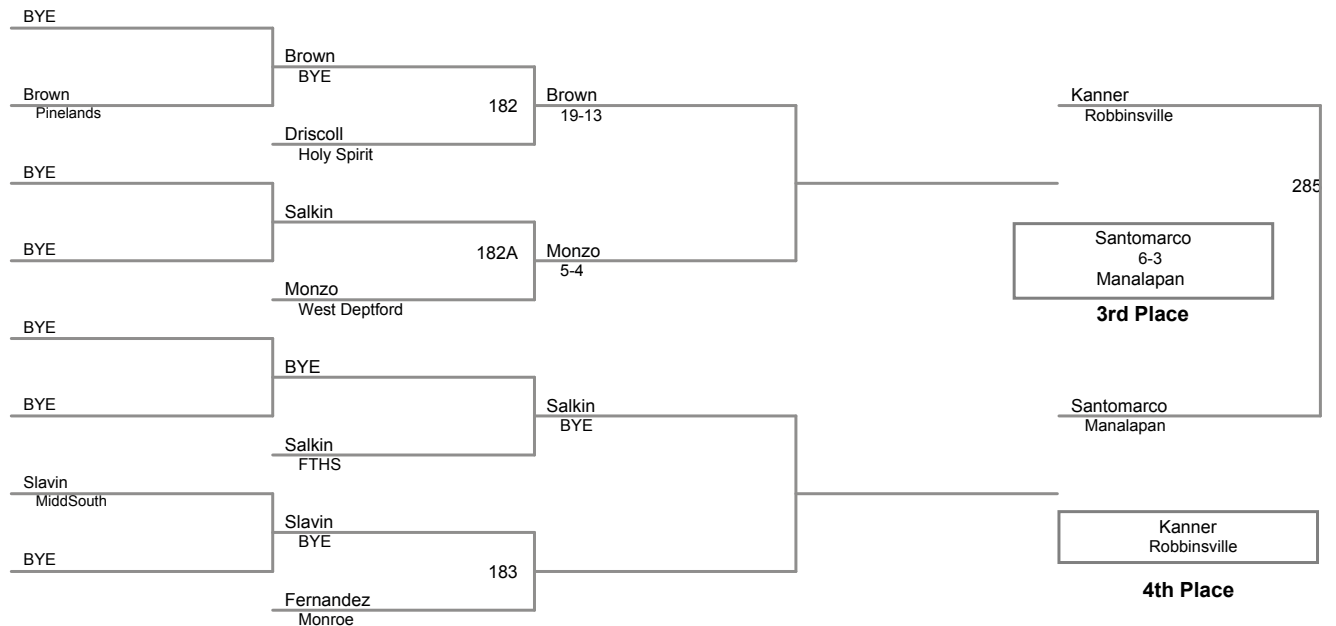 BYE
Brown
Pinelands
BYE
BYE
BYE
BYE
Slavin
MiddSouth
BYE
Brown
BYE
182
Driscoll
Holy Spirit
Salkin
182A
Monzo
West Deptford
BYE
Salkin
FTHS
Slavin
BYE
183
Fernandez
Monroe
Brown
19-13
Monzo
5-4
Salkin
BYE
Kanner
Robbinsville
285
Santomarco
6-3
Manalapan
3rd Place
Santomarco
Manalapan
Kanner
Robbinsville
4th Place